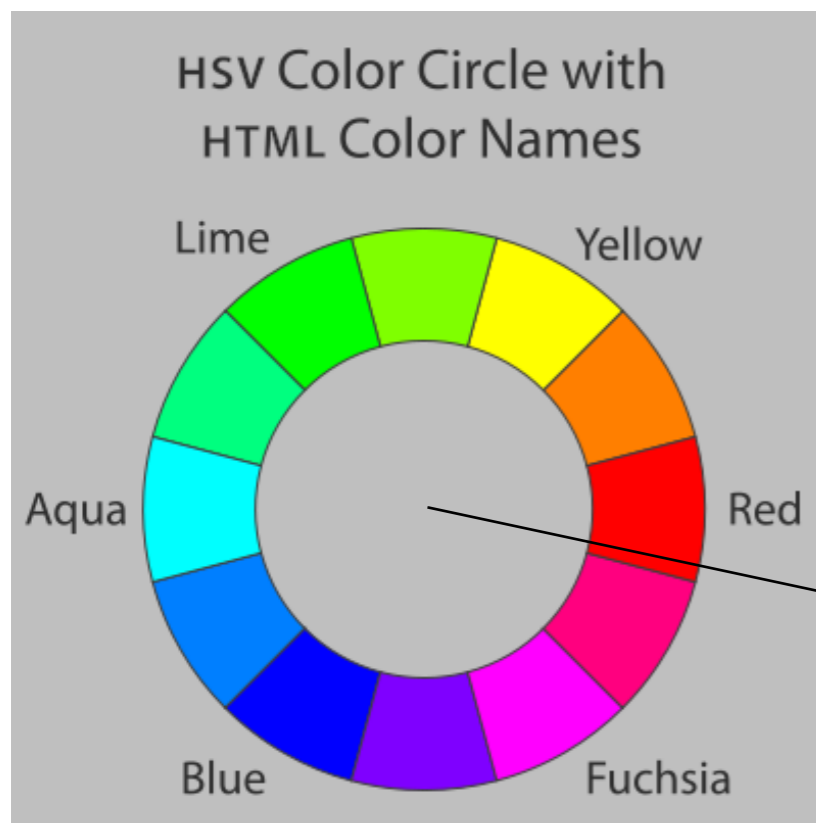 HSV Color Circle with
HTML Color Names
Lime
Yellow
Aqua
Red
Blue
Fuchsia